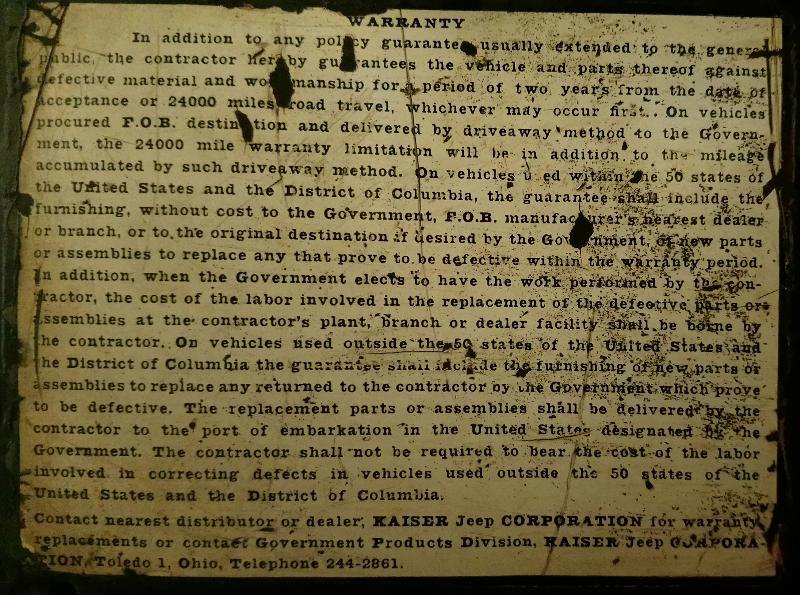 WARRANTY
In addition to any policy guarantee usually extended to the general
public, the contractor hereby guarantees the vehicle and parts thereof against
defective material and workmanship for a period of two years from the date of
acceptance or 24000 miles road travel, whichever may occur first. On vehicles
procured F.O.B. destination and delivered by driveaway method to the Govern-
ment, the 24000 mile warranty limitation will be in addition to the mileage
accumulated by such driveaway method. On vehicles used within the 50 states of
the United States and the District of Columbia, the guarantee shall include the
furnishing, without cost to the Government, F.O.B. manufacturer's nearest dealer
or branch, or to the original destination if desired by the Government, of new parts
or assemblies to replace any that prove to be defective within the warranty period.
In addition, when the Government elects to have the work performed by the con-
tractor, the cost of the labor involved in the replacement of the defective parts or
assemblies at the contractor's plant, branch or dealer facility shall be borne by
the contractor. On vehicles used outside the 50 states of the United States and
the District of Columbia the guarantee shall include the furnishing of new parts or
assemblies to replace any returned to the contractor by the Government which prove
to be defective. The replacement parts or assemblies shall be delivered by the
contractor to the port of embarkation in the United States designated by the
Government. The contractor shall not be required to bear the cost of the labor
involved in correcting defects in vehicles used outside the 50 states of the
United States and the District of Columbia.
Contact nearest distributor or dealer, KAISER Jeep CORPORATION for warranty
replacements or contact Government Products Division, KAISER Jeep CORPORA-
TION, Toledo 1, Ohio, Telephone 244-2861.